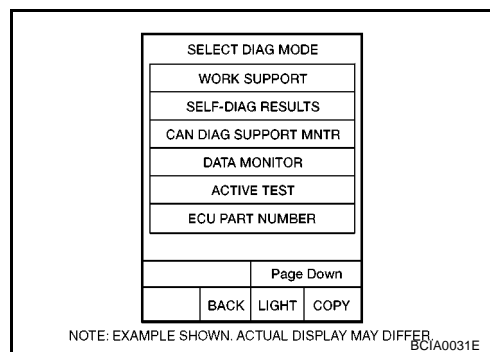 SELECT DIAG MODE
WORK SUPPORT
SELF-DIAG RESULTS
CAN DIAG SUPPORT MNTR
DATA MONITOR
ACTIVE TEST
ECU PART NUMBER
Page Down
BACK LIGHT COPY
NOTE: EXAMPLE SHOWN. ACTUAL DISPLAY MAY DIFFER.
BCIA0031E